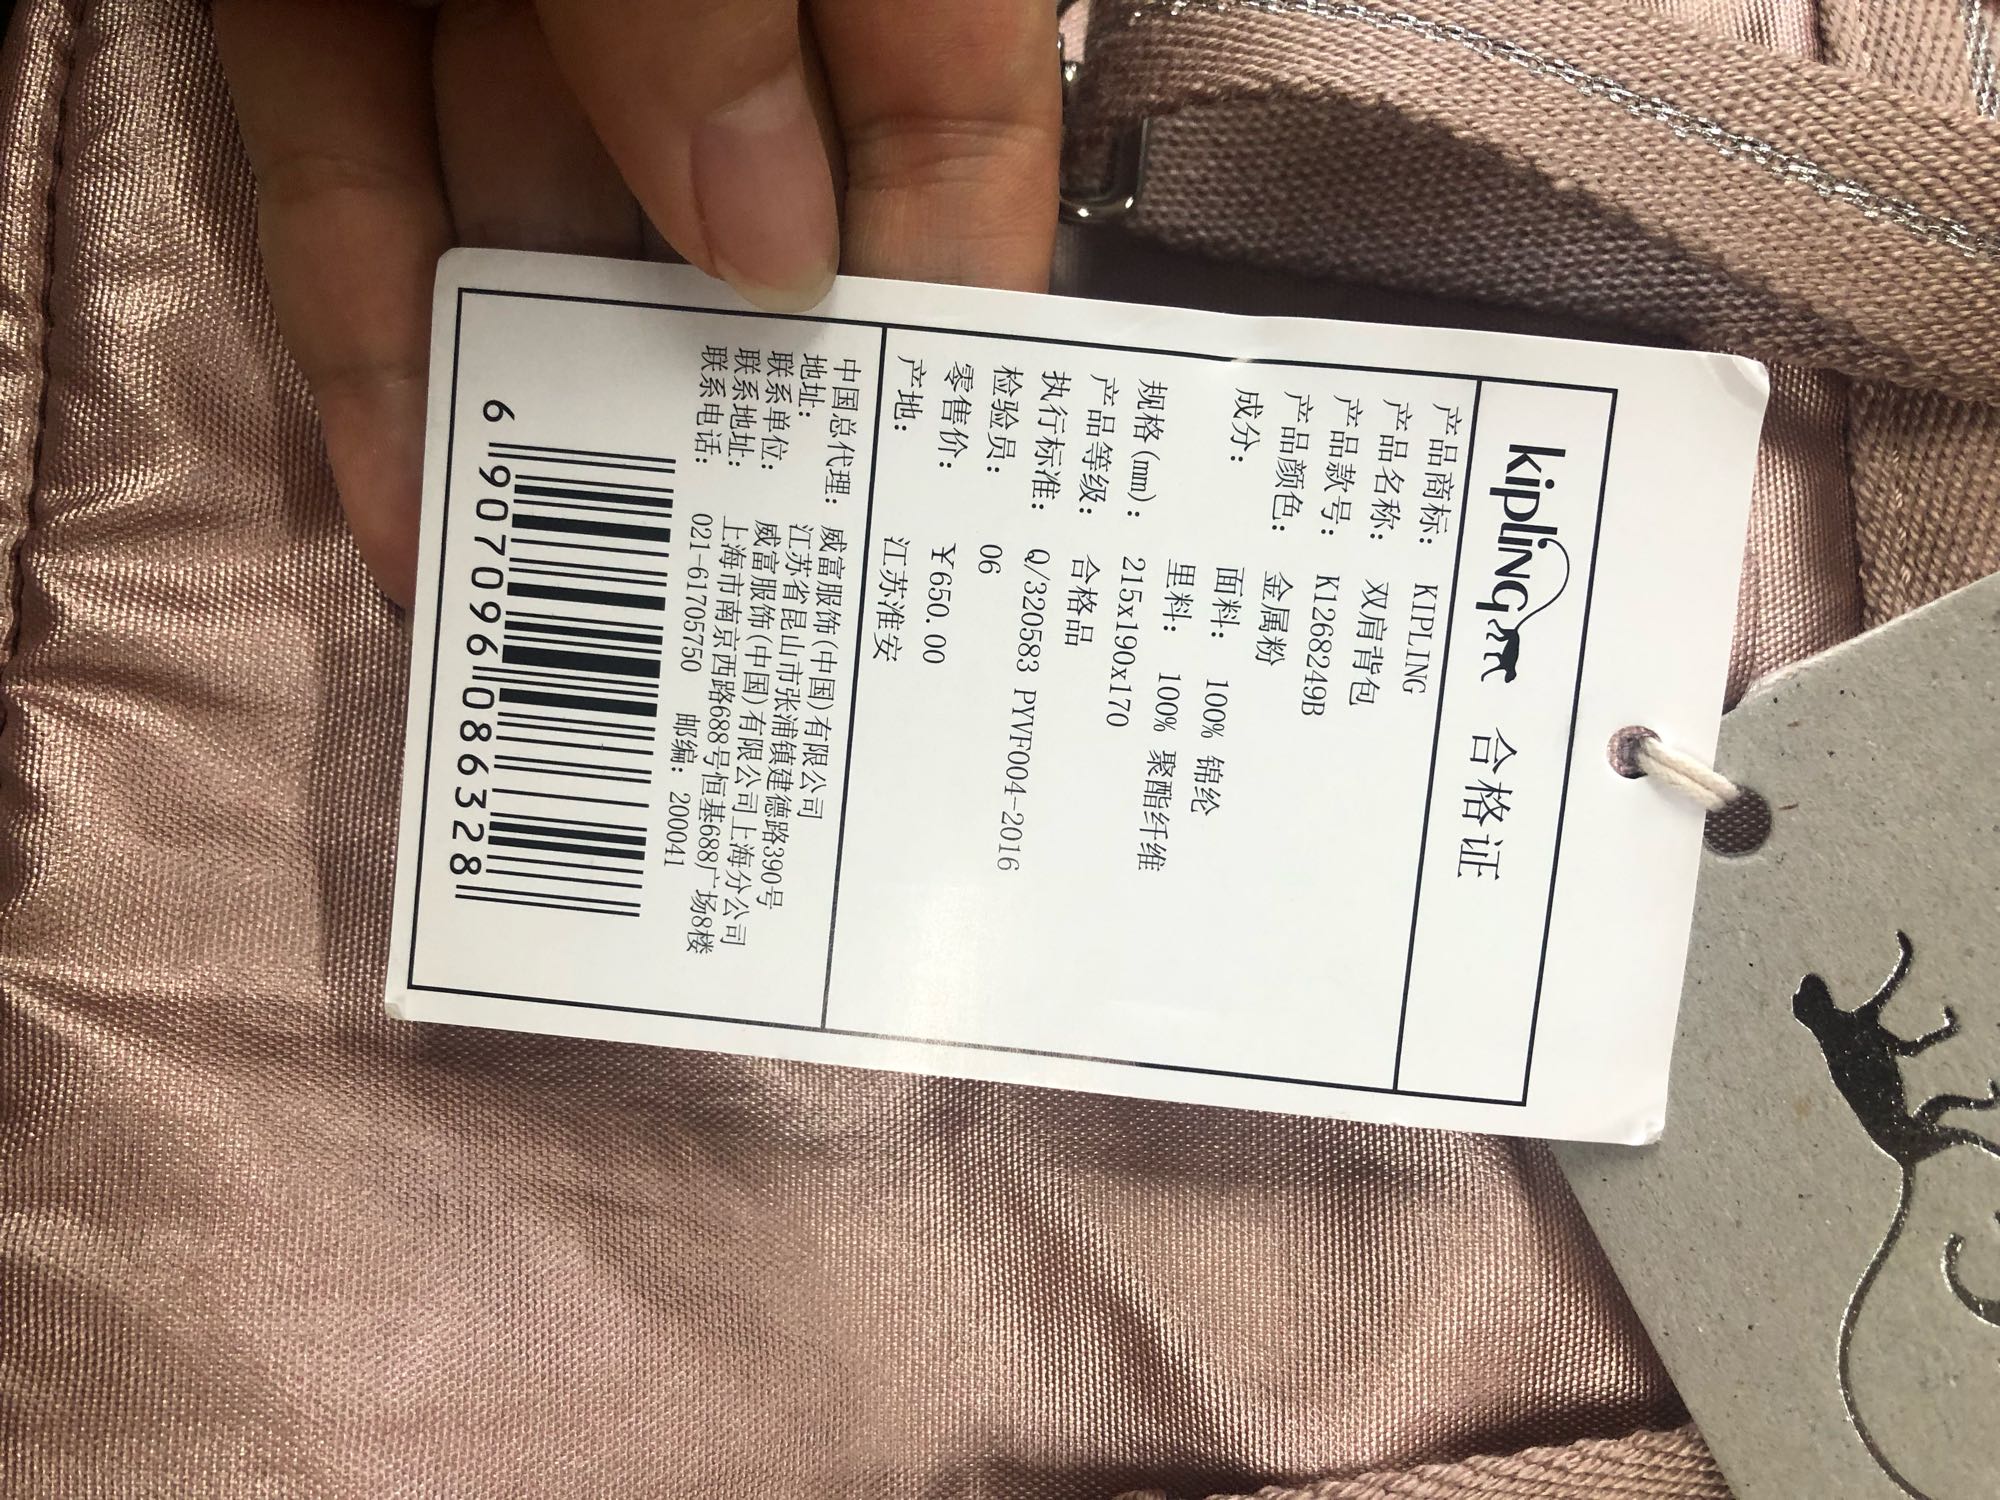 kipling 合格证
产品商标: KIPLING
产品名称: 双肩背包
产品款号: K1268249B
产品颜色: 金属粉
成分: 面料: 100% 锦纶
里料: 100% 聚酯纤维
规格(mm): 215x190x170
产品等级: 合格品
执行标准: Q/320583 PYVF004-2016
检验员: 06
零售价: ¥650.00
产地: 江苏淮安
中国总代理: 威富服饰(中国)有限公司
地址: 江苏省昆山市张浦镇建德路390号
联系单位: 威富服饰(中国)有限公司上海分公司
联系地址: 上海市南京西路688号恒基688广场8楼
联系电话: 021-61705750 邮编: 200041
6 907096 086328